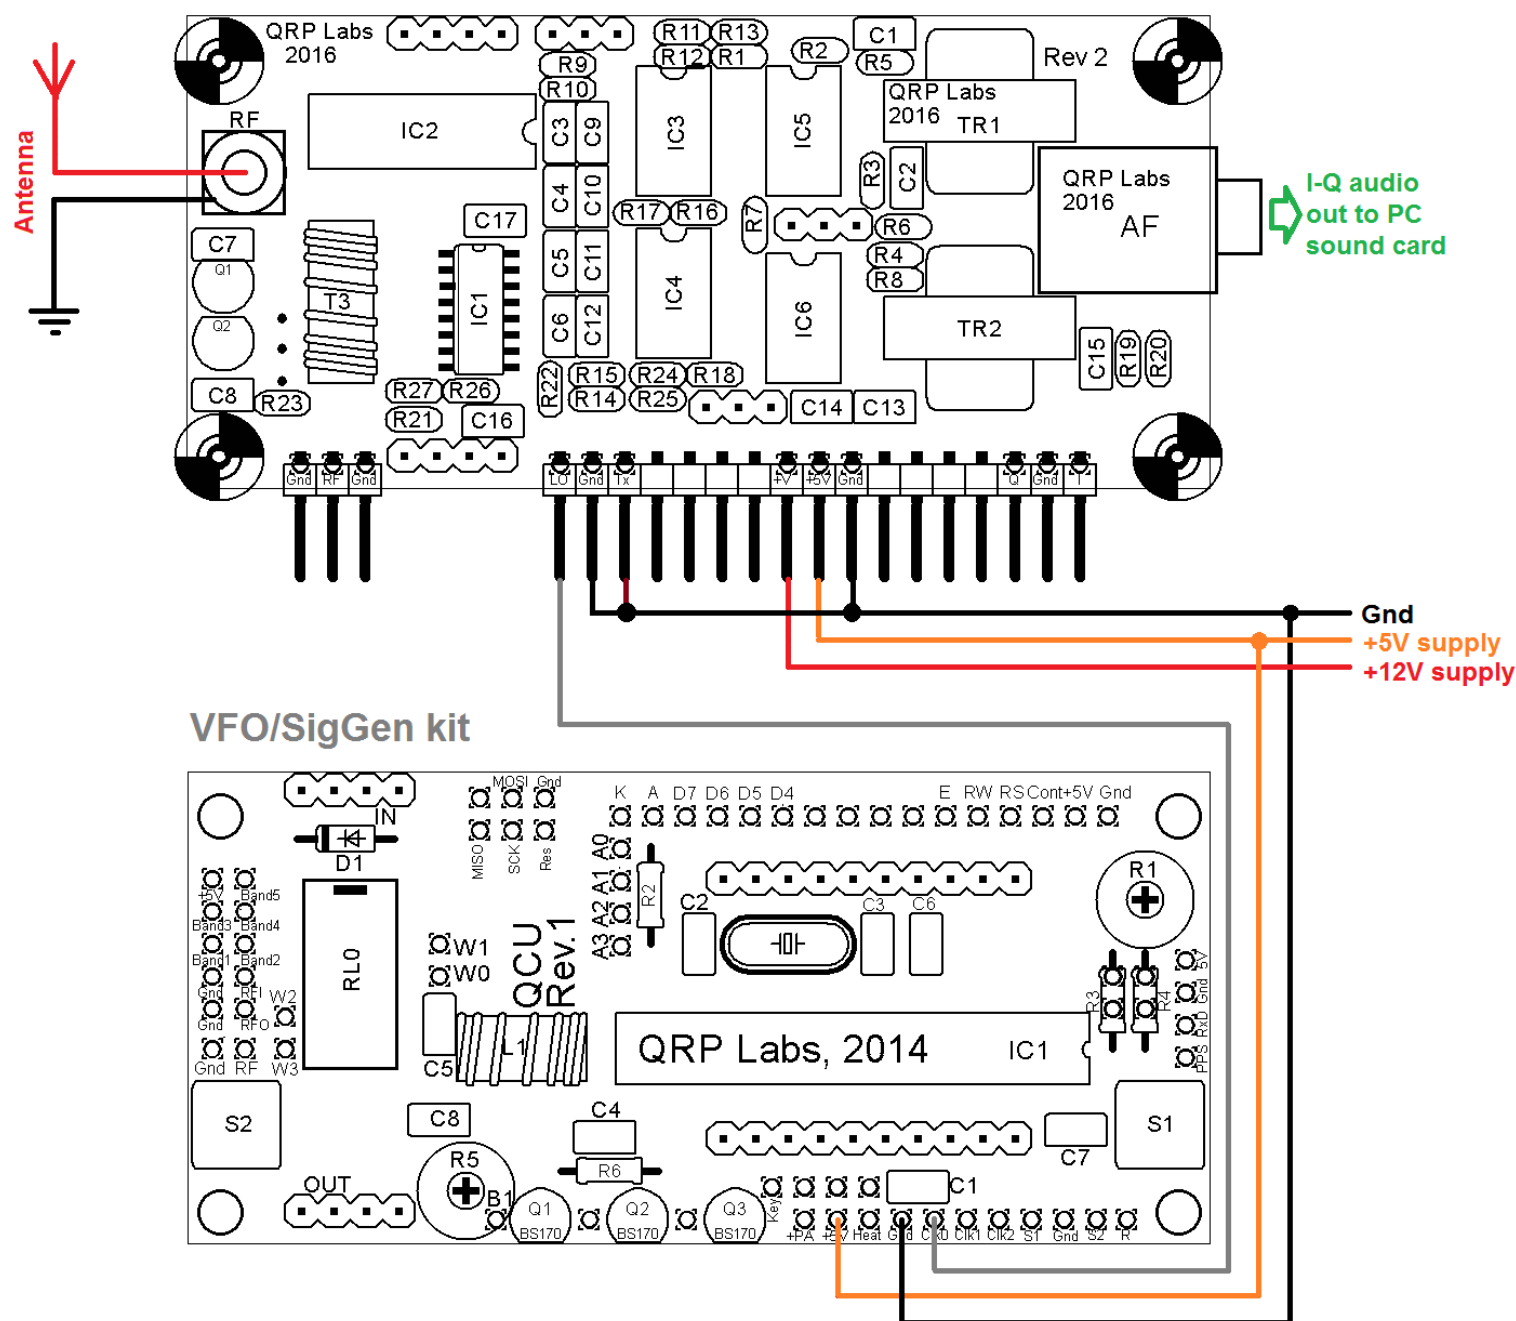 QRP Labs
2016
R11
R13
R12
R1
R2
C1
R5
Rev 2
R9
R10
RF
IC2
C3
C9
IC3
IC5
QRP Labs
2016
TR1
Antenna
C4
C10
R3
C2
QRP Labs
2016
AF
I-Q audio
out to PC
sound card
C17
R17
R16
R7
R6
C7
Q1
T3
IC1
C5
C11
IC4
IC6
R4
R8
Q2
C6
C12
TR2
C15
R19
R20
C8
R23
R27
R26
R21
C16
R22
R15
R14
R24
R25
R18
C14
C13
Gnd
RF
Gnd
LO
Gnd
Tx
+V
+5V
Gnd
Q
Gnd
I
Gnd
+5V supply
+12V supply
VFO/SigGen kit
IN
D1
MOSI
Gnd
MISO
SCK
Res
K
A
D7
D6
D5
D4
E
RW
RS
Cont
+5V
Gnd
A0
A1
A2
A3
R2
R1
+5V
Band5
Band3
Band4
Band1
Band2
Gnd
RFI
Gnd
RFO
Gnd
RF
W2
W3
RL0
W1
W0
QCU
Rev.1
C2
C3
C6
C5
L1
QRP Labs, 2014
IC1
R3
R4
5V
Gnd
RxD
PPS
S2
C8
C4
R6
R5
C7
S1
OUT
B1
Q1
BS170
Q2
BS170
Q3
BS170
Key
C1
+PA
+5V
Heat
Gnd
Clk0
Clk1
Clk2
S1
Gnd
S2
R